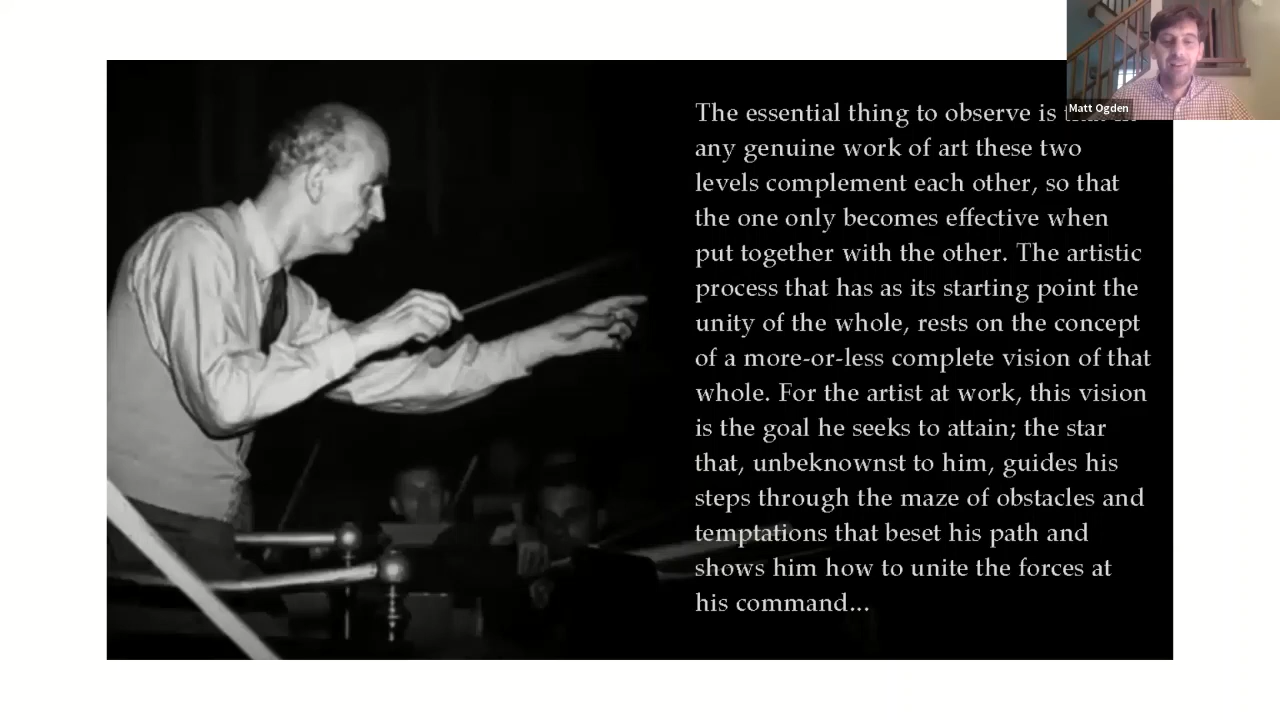 The essential thing to observe is
any genuine work of art these two
levels complement each other, so that
the one only becomes effective when
put together with the other. The artistic
process that has as its starting point the
unity of the whole, rests on the concept
of a more-or-less complete vision of that
whole. For the artist at work, this vision
is the goal he seeks to attain; the star
that, unbeknownst to him, guides his
steps through the maze of obstacles and
temptations that beset his path and
shows him how to unite the forces at
his command...
Matt Ogden